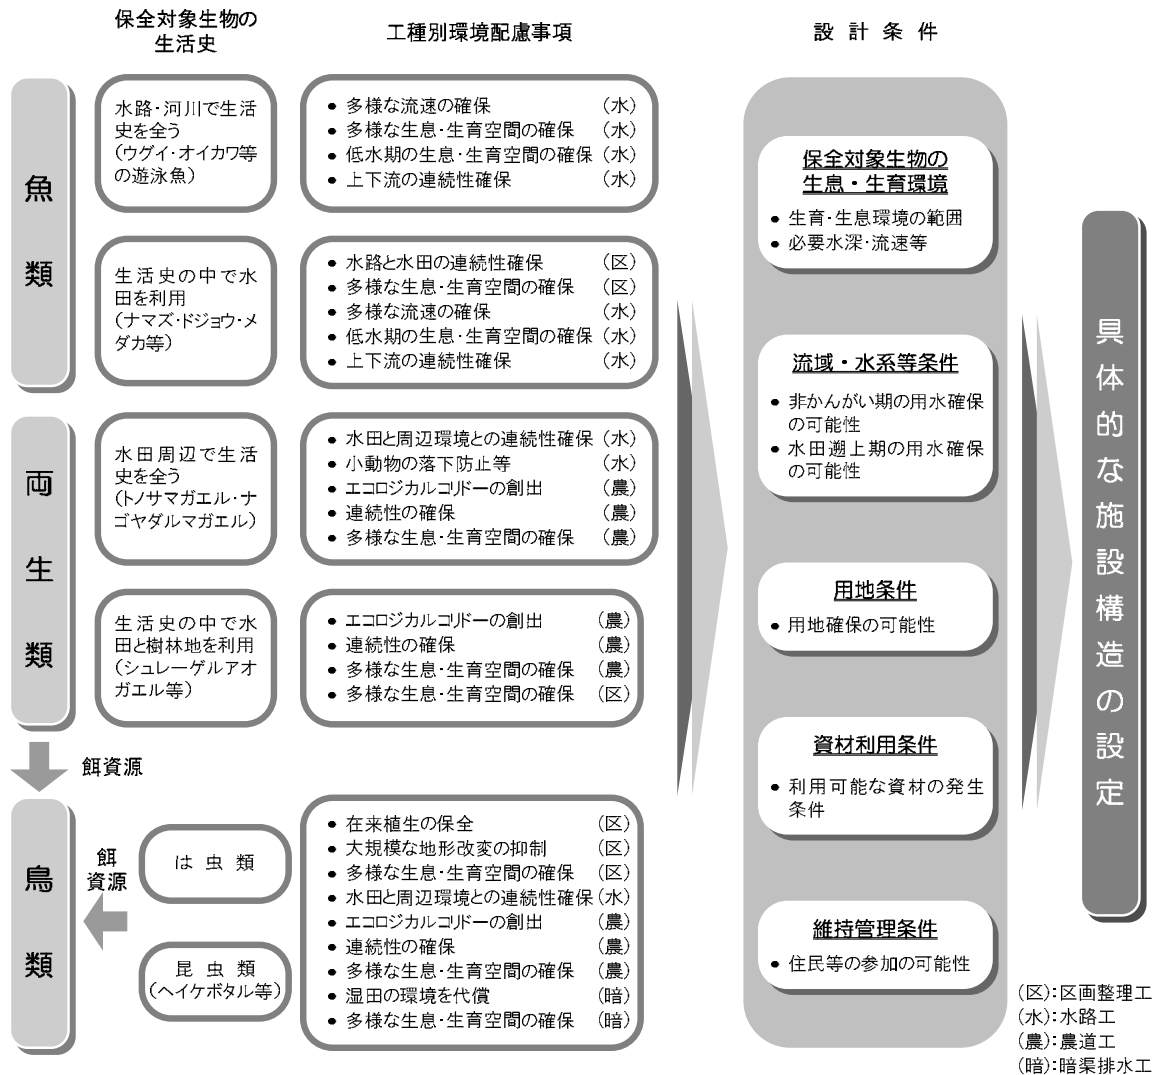 保全対象生物の
生活史
工種別環境配慮事項
設計条件
魚類
水路・河川で生活
史を全う
(ウグイ・オイカワ等
の遊泳魚)
• 多様な流速の確保 (水)
• 多様な生息・生育空間の確保 (水)
• 低水期の生息・生育空間の確保 (水)
• 上下流の連続性確保 (水)
生活史の中で水
田を利用
(ナマズ・ドジョウ・メ
ダカ等)
• 水路と水田の連続性確保 (区)
• 多様な生息・生育空間の確保 (区)
• 多様な流速の確保 (水)
• 低水期の生息・生育空間の確保 (水)
• 上下流の連続性確保 (水)
両生類
水田周辺で生活
史を全う
(トノサマガエル・ナ
ゴヤダルマガエル)
• 水田と周辺環境との連続性確保 (水)
• 小動物の落下防止等 (水)
• エコロジカルコリドーの創出 (農)
• 連続性の確保 (農)
• 多様な生息・生育空間の確保 (農)
生活史の中で水
田と樹林地を利用
(シュレーゲルアオ
ガエル等)
• エコロジカルコリドーの創出 (農)
• 連続性の確保 (農)
• 多様な生息・生育空間の確保 (農)
• 多様な生息・生育空間の確保 (区)
餌資源
鳥類
餌
資源
は虫類
昆虫類
(ヘイケボタル等)
• 在来植生の保全 (区)
• 大規模な地形改変の抑制 (区)
• 多様な生息・生育空間の確保 (区)
• 水田と周辺環境との連続性確保 (水)
• エコロジカルコリドーの創出 (農)
• 連続性の確保 (農)
• 多様な生息・生育空間の確保 (農)
• 湿田の環境を代償 (暗)
• 多様な生息・生育空間の確保 (暗)
保全対象生物の
生息・生育環境
• 生育・生息環境の範囲
• 必要水深・流速等
流域・水系等条件
• 非かんがい期の用水確保
の可能性
• 水田遡上期の用水確保
の可能性
用地条件
• 用地確保の可能性
資材利用条件
• 利用可能な資材の発生
条件
維持管理条件
• 住民等の参加の可能性
具体的な施設構造の設定
(区):区画整理工
(水):水路工
(農):農道工
(暗):暗渠排水工